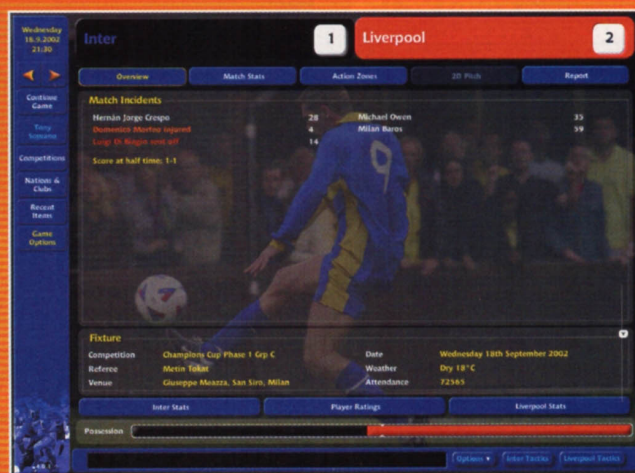 Wednesday
18.9.2002
21:30
Inter 1 Liverpool 2
Overview Match Stats Action Zones 2D Pitch Report
Continue Game
Tony
Competitions
Nations & Clubs
Recent Items
Game Options
Match Incidents
Hernán Jorge Crespo 28 Michael Owen 35
Domenico Morfeo injured 4 Milan Baros 59
Luigi Di Biagio sent off 14
Score at half time: 1-1
9
Fixture
Competition Champions Cup Phase 1 Grp C Date Wednesday 18th September 2002
Referee Metin Tokat Weather Dry 18°C
Venue Giuseppe Meazza, San Siro, Milan Attendance 72565
Inter Stats Player Ratings Liverpool Stats
Possession
Options Inter Tactics Liverpool Tactics